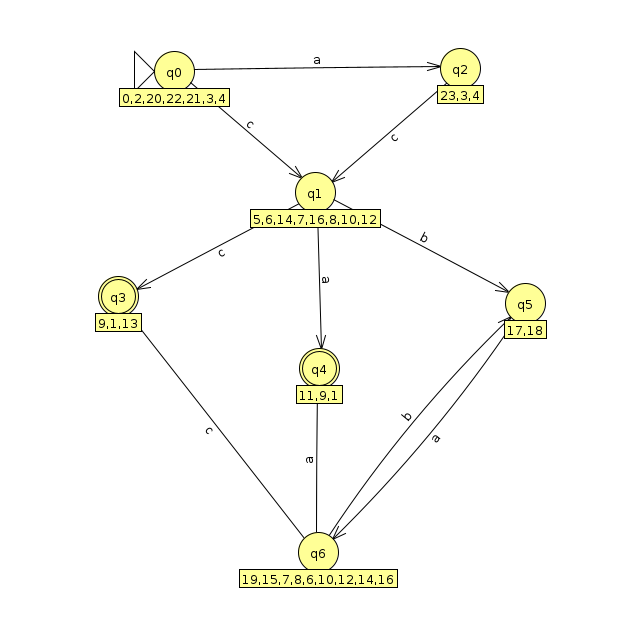 q0
a
q2
0,2,20,22,21,3,4
23,3,4
c
c
q1
5,6,14,7,16,8,10,12
c
a
b
q3
9,1,13
q5
17,18
q4
11,9,1
c
a
b
a
q6
19,15,7,8,6,10,12,14,16